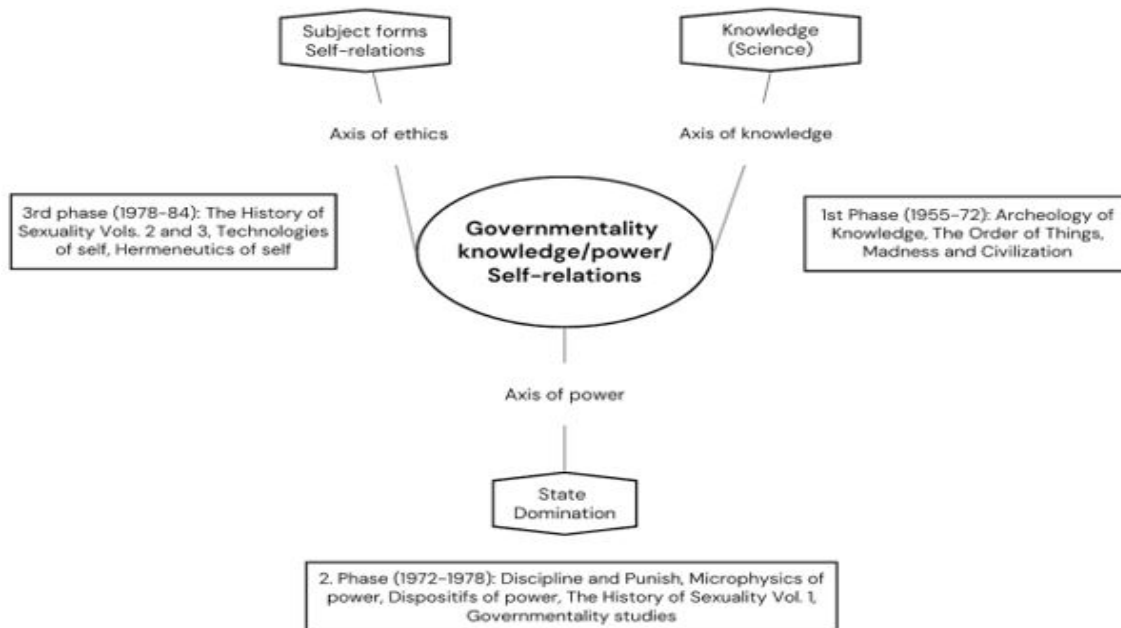 Subject forms
Self-relations
Knowledge
(Science)
Axis of ethics
Axis of knowledge
3rd phase (1978-84): The History of
Sexuality Vols. 2 and 3, Technologies
of self, Hermeneutics of self
Governmentality
knowledge/power/
Self-relations
1st Phase (1955-72): Archeology of
Knowledge, The Order of Things,
Madness and Civilization
Axis of power
State
Domination
2. Phase (1972-1978): Discipline and Punish, Microphysics of
power, Dispositifs of power, The History of Sexuality Vol. 1,
Governmentality studies